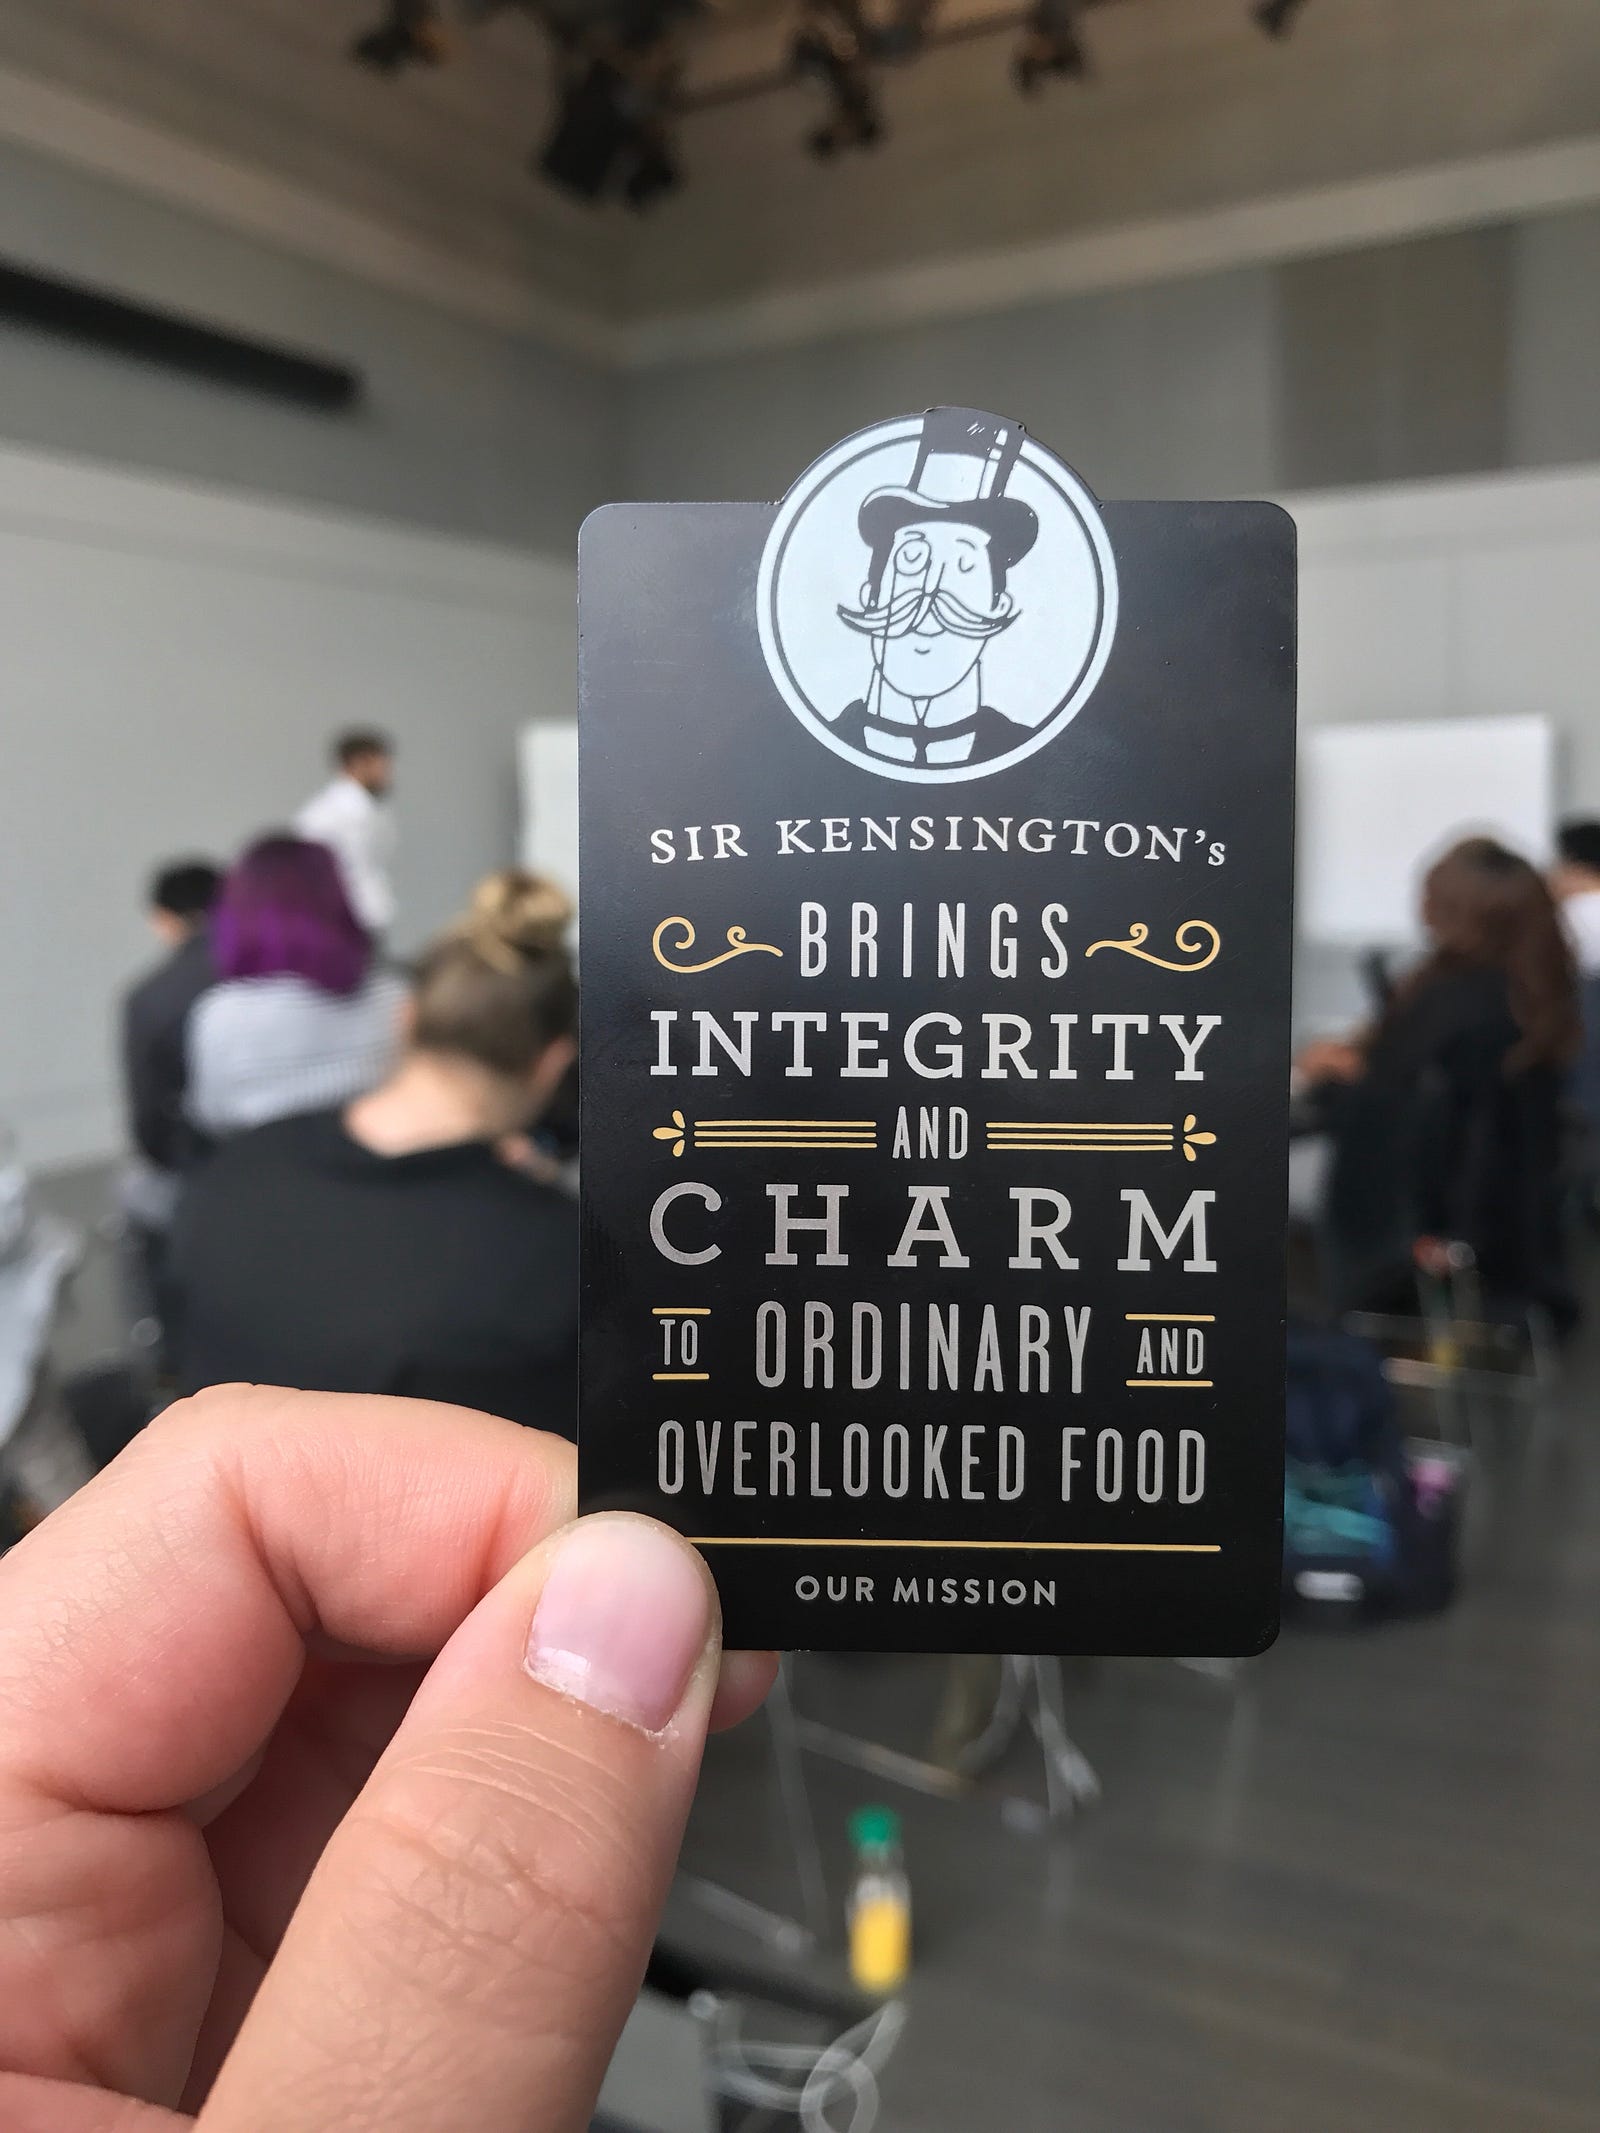 SIR KENSINGTON's
BRINGS
INTEGRITY
AND
CHARM
TO ORDINARY AND
OVERLOOKED FOOD
OUR MISSION